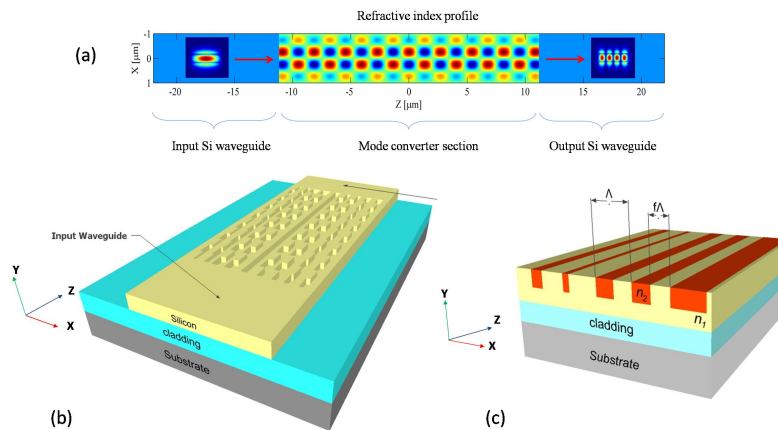 Refractive index profile
(a)
X [μm]
-1
0
1
-20
-15
-10
-5
0
5
10
15
20
Z [μm]
Input Si waveguide
Mode converter section
Output Si waveguide
Input Waveguide
Y
Z
X
Silicon
cladding
Substrate
(b)
Λ
fΛ
n2
n1
cladding
Substrate
Y
Z
X
(c)